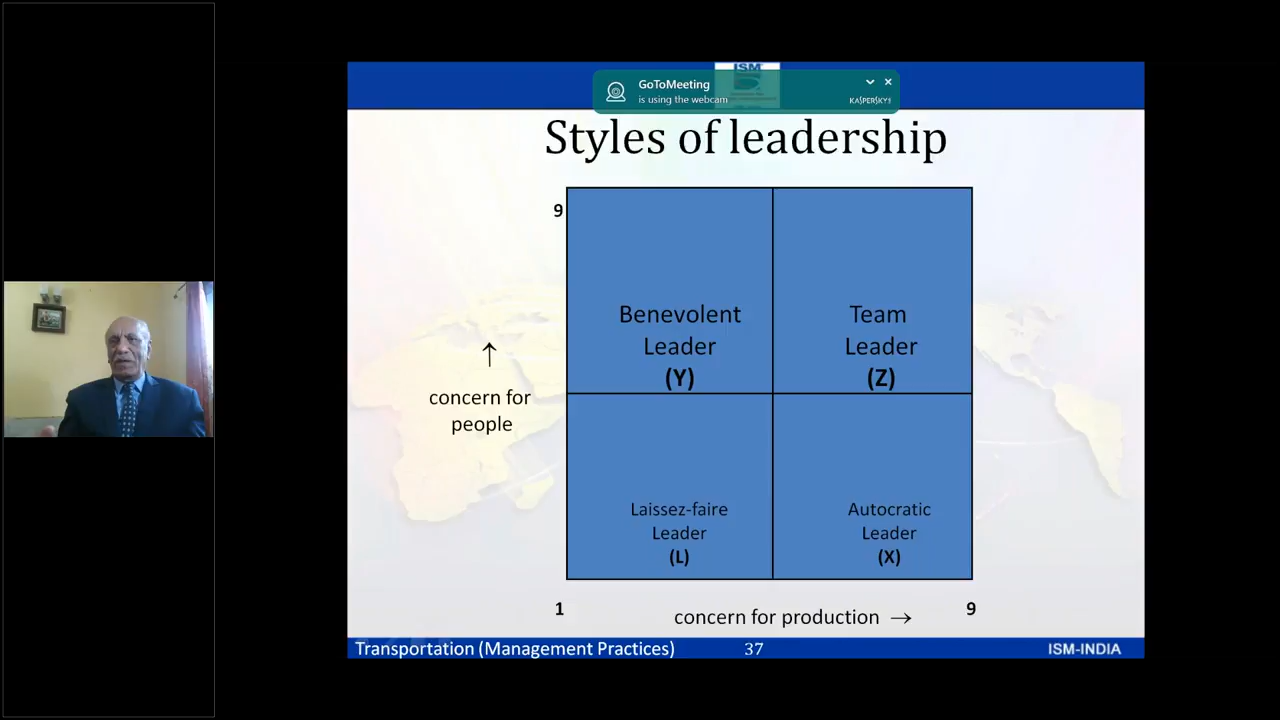 ISM
GoToMeeting
is using the webcam
KASPERSKY
Styles of leadership
9
Benevolent
Leader
(Y)
Team
Leader
(Z)
↑
concern for
people
Laissez-faire
Leader
(L)
Autocratic
Leader
(X)
1
concern for production →
9
Transportation (Management Practices)
37
ISM-INDIA